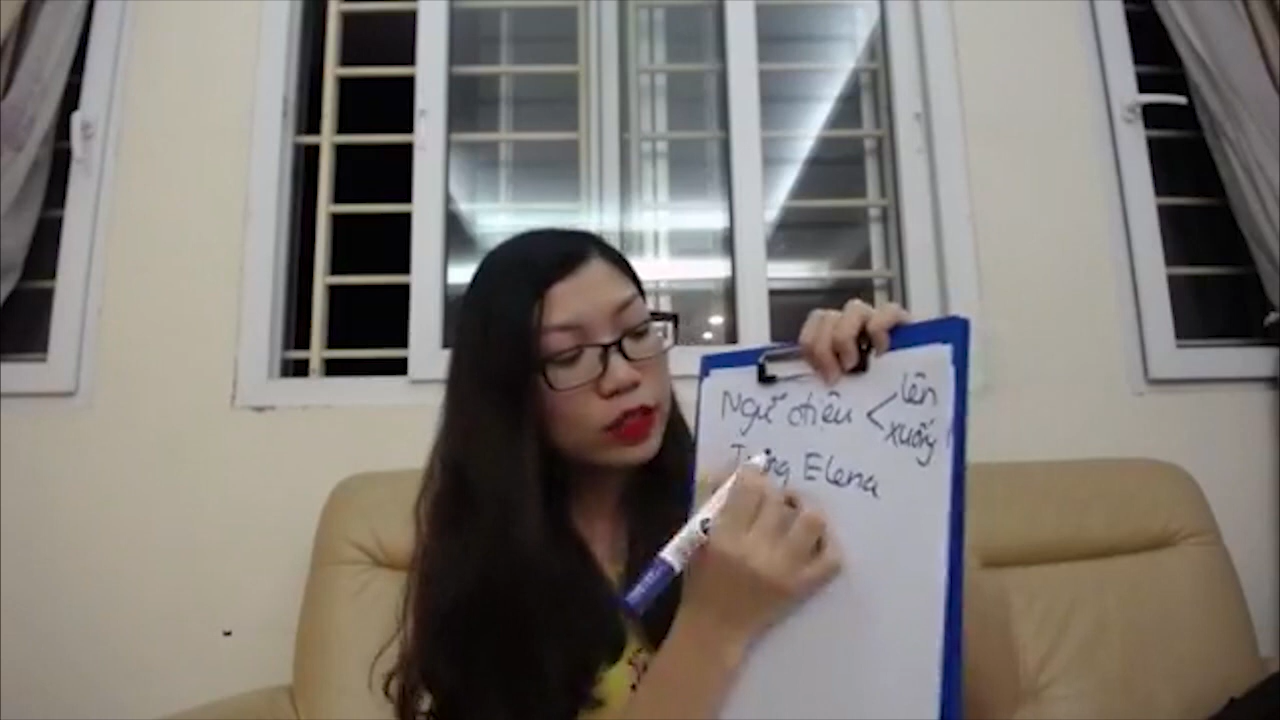 Ngữ điệu < lên
xuống
Elena